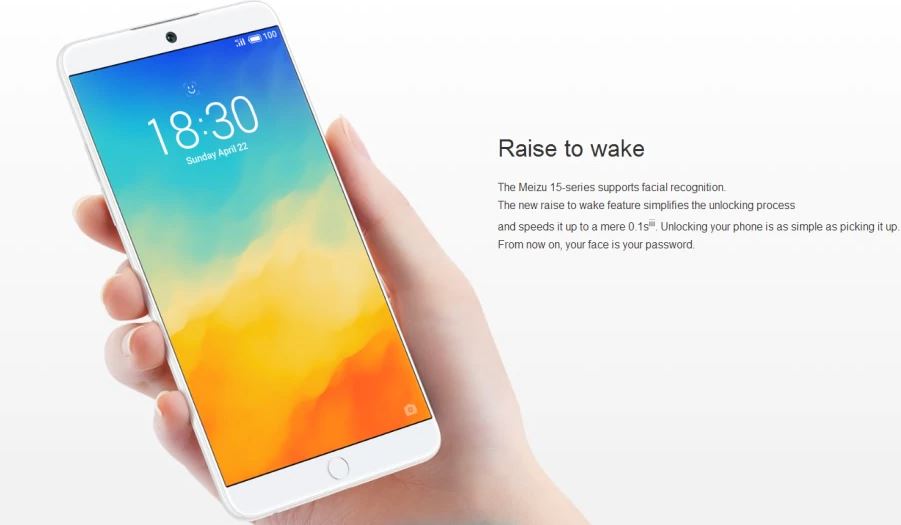 100
18:30
Sunday April 22
Raise to wake
The Meizu 15-series supports facial recognition.
The new raise to wake feature simplifies the unlocking process
and speeds it up to a mere 0.1sⁱⁱⁱ. Unlocking your phone is as simple as picking it up.
From now on, your face is your password.